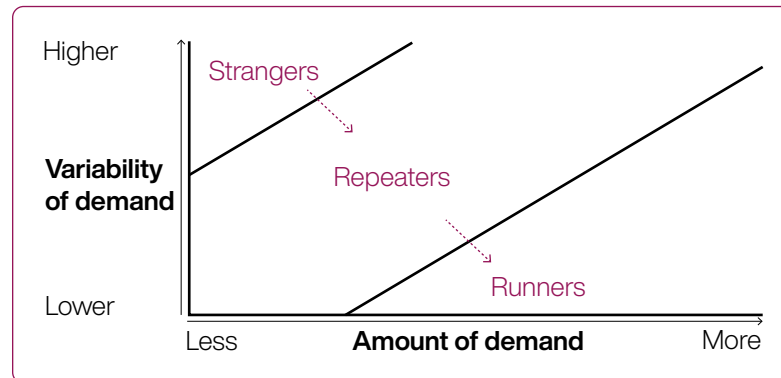 Higher
Strangers
Variability
of demand
Repeaters
Runners
Lower
Less
Amount of demand
More